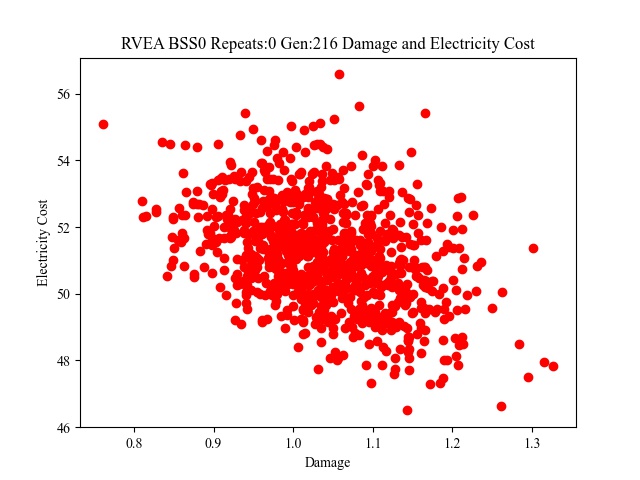 RVEA BSS0 Repeats:0 Gen:216 Damage and Electricity Cost
56
54
52
50
48
46
Electricity Cost
0.8 0.9 1.0 1.1 1.2 1.3
Damage